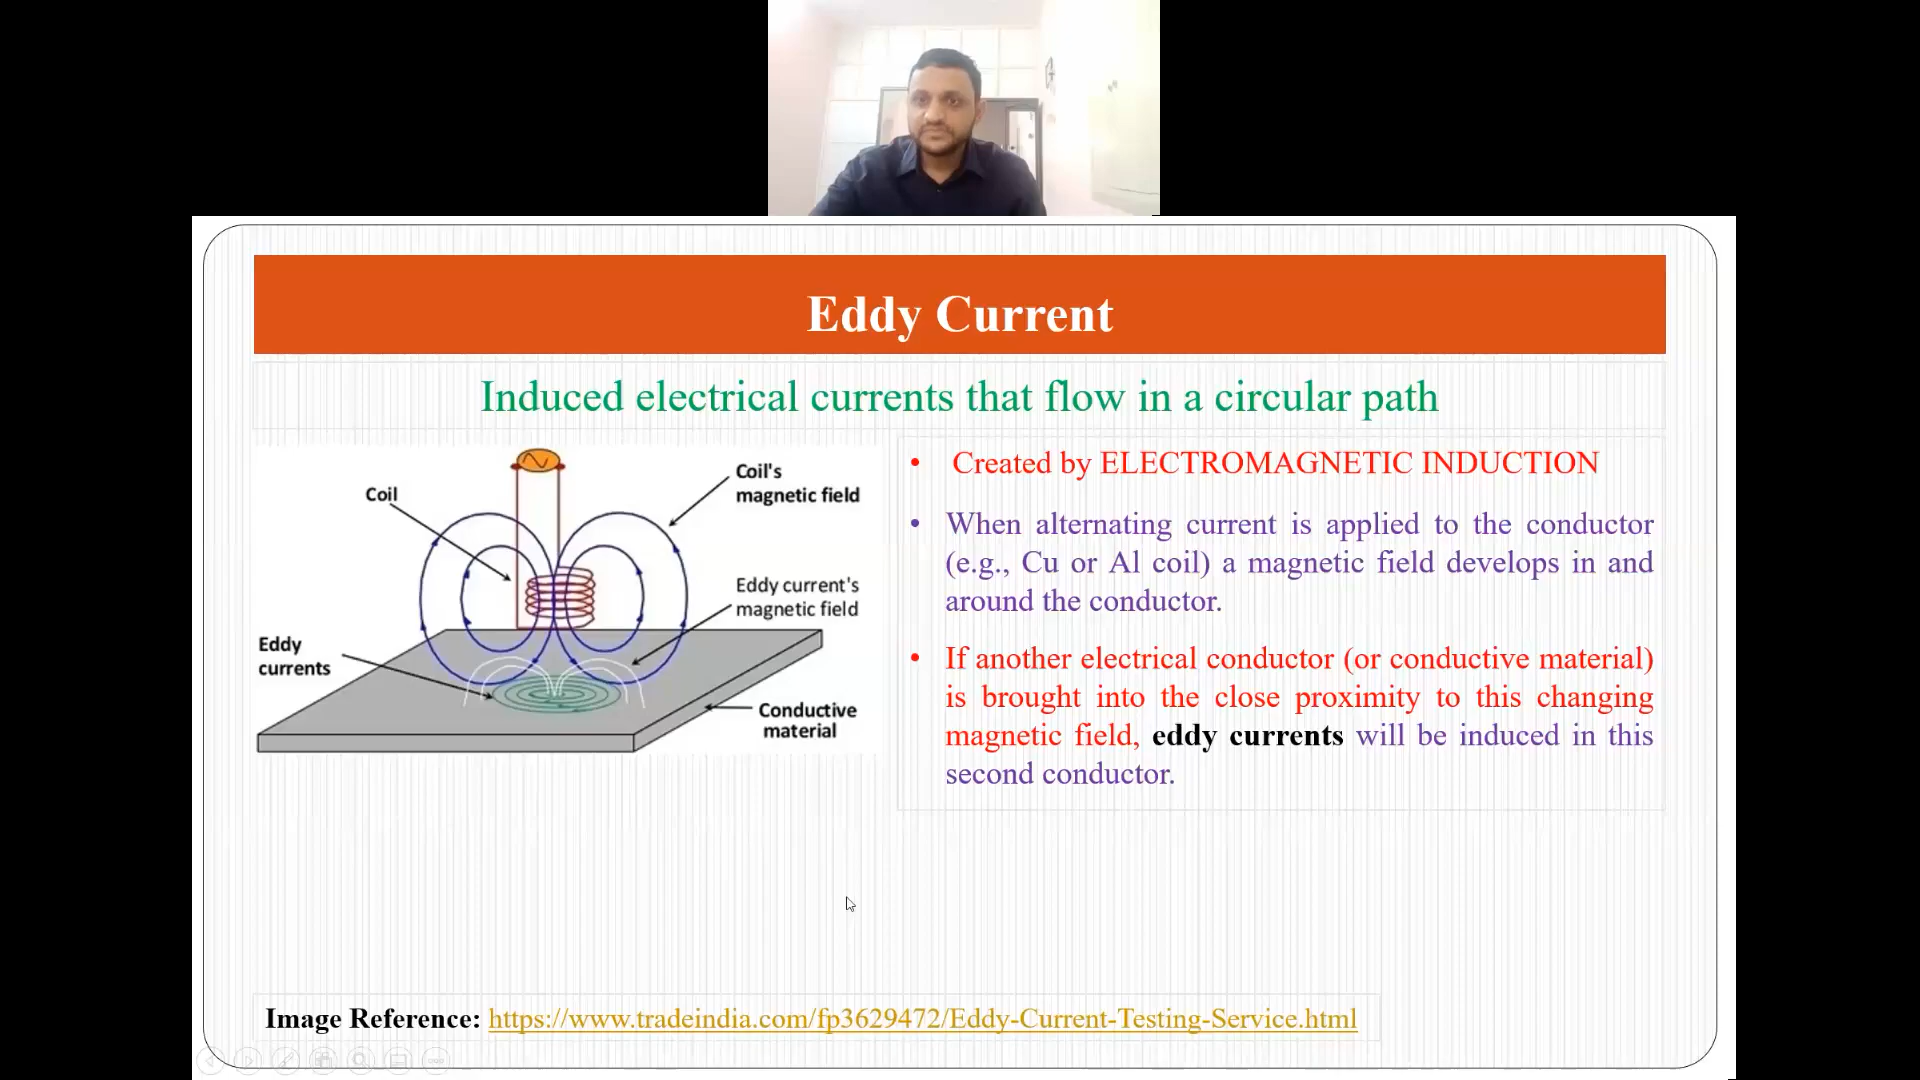 Eddy Current
Induced electrical currents that flow in a circular path
Coil
Coil's
magnetic field
Eddy current's
magnetic field
Eddy
currents
Conductive
material
• Created by ELECTROMAGNETIC INDUCTION
• When alternating current is applied to the conductor
(e.g., Cu or Al coil) a magnetic field develops in and
around the conductor.
• If another electrical conductor (or conductive material)
is brought into the close proximity to this changing
magnetic field, eddy currents will be induced in this
second conductor.
Image Reference: https://www.tradeindia.com/fp3629472/Eddy-Current-Testing-Service.html